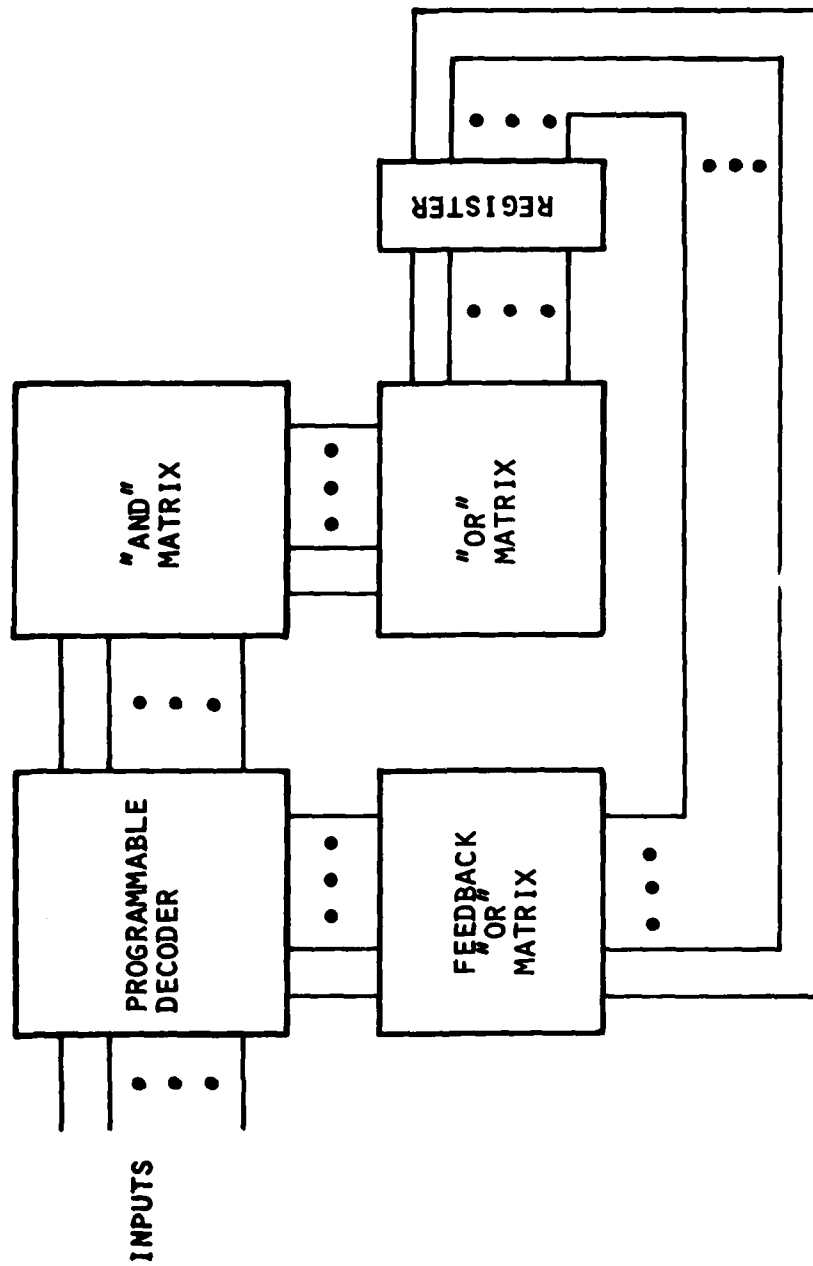 INPUTS
PROGRAMMABLE
DECODER
"AND"
MATRIX
FEEDBACK
"OR"
MATRIX
"OR"
MATRIX
REGISTER